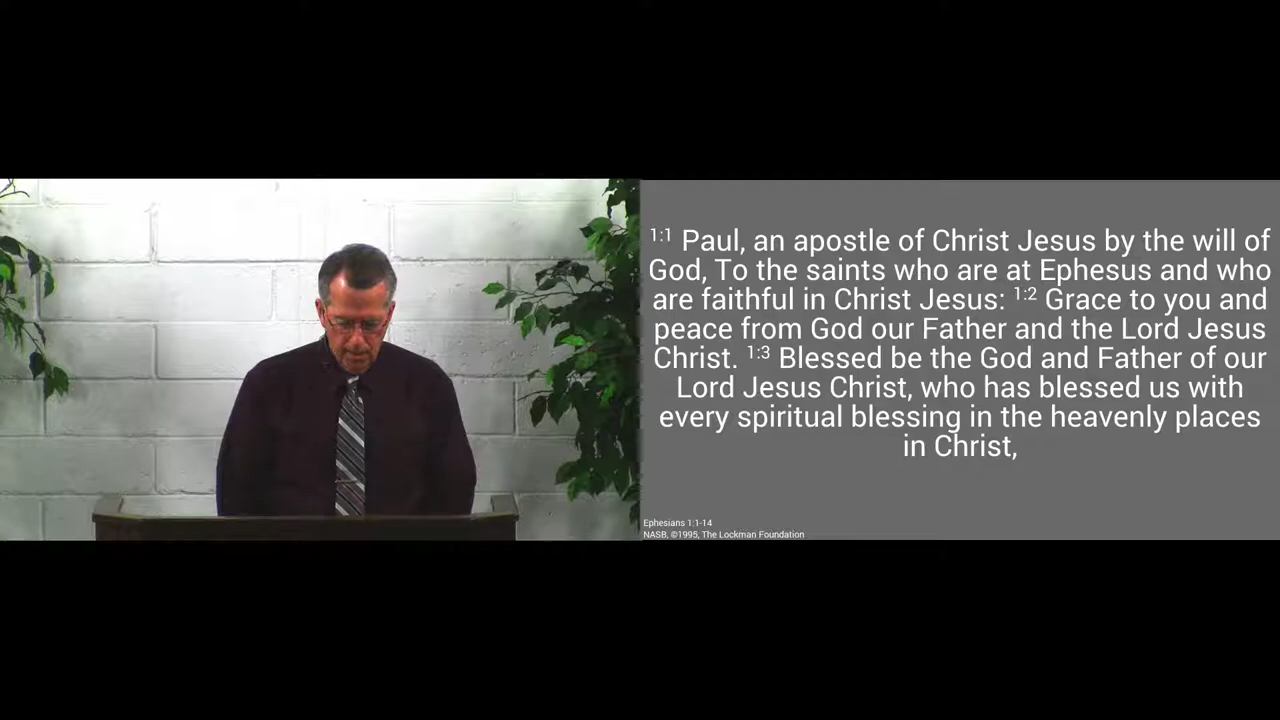 1:1 Paul, an apostle of Christ Jesus by the will of
God, To the saints who are at Ephesus and who
are faithful in Christ Jesus: 1:2 Grace to you and
peace from God our Father and the Lord Jesus
Christ. 1:3 Blessed be the God and Father of our
Lord Jesus Christ, who has blessed us with
every spiritual blessing in the heavenly places
in Christ,
Ephesians 1:1-14
NASB, ©1995, The Lockman Foundation